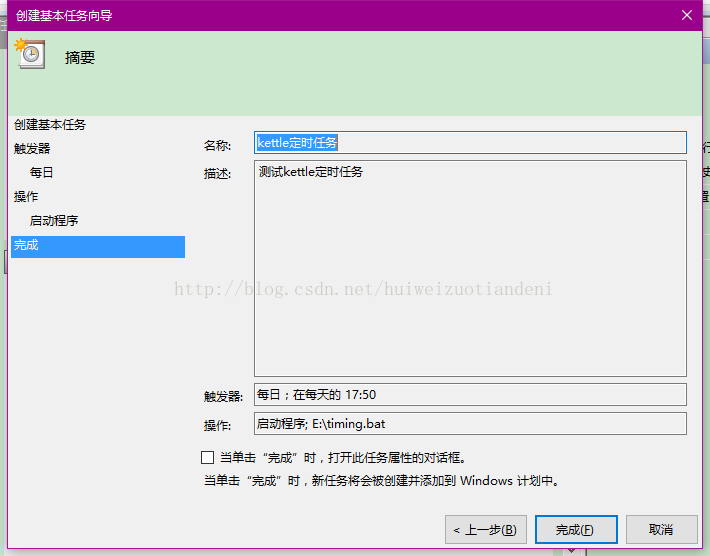 创建基本任务向导
摘要
创建基本任务
触发器
每日
操作
启动程序
完成
名称: kettle定时任务
描述: 测试kettle定时任务
http://blog.csdn.net/huiweizuotiandeni
触发器: 每日；在每天的 17:50
操作: 启动程序; E:\timing.bat
当单击“完成”时，打开此任务属性的对话框。
当单击“完成”时，新任务将会被创建并添加到 Windows 计划中。
< 上一步(B) 完成(F) 取消